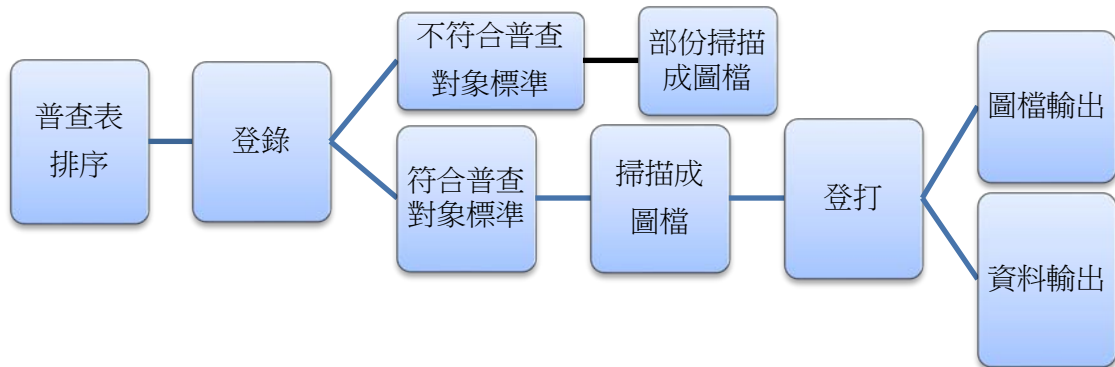 普查表
排序
登錄
不符合普查
對象標準
部份掃描
成圖檔
符合普查
對象標準
掃描成
圖檔
登打
圖檔輸出
資料輸出